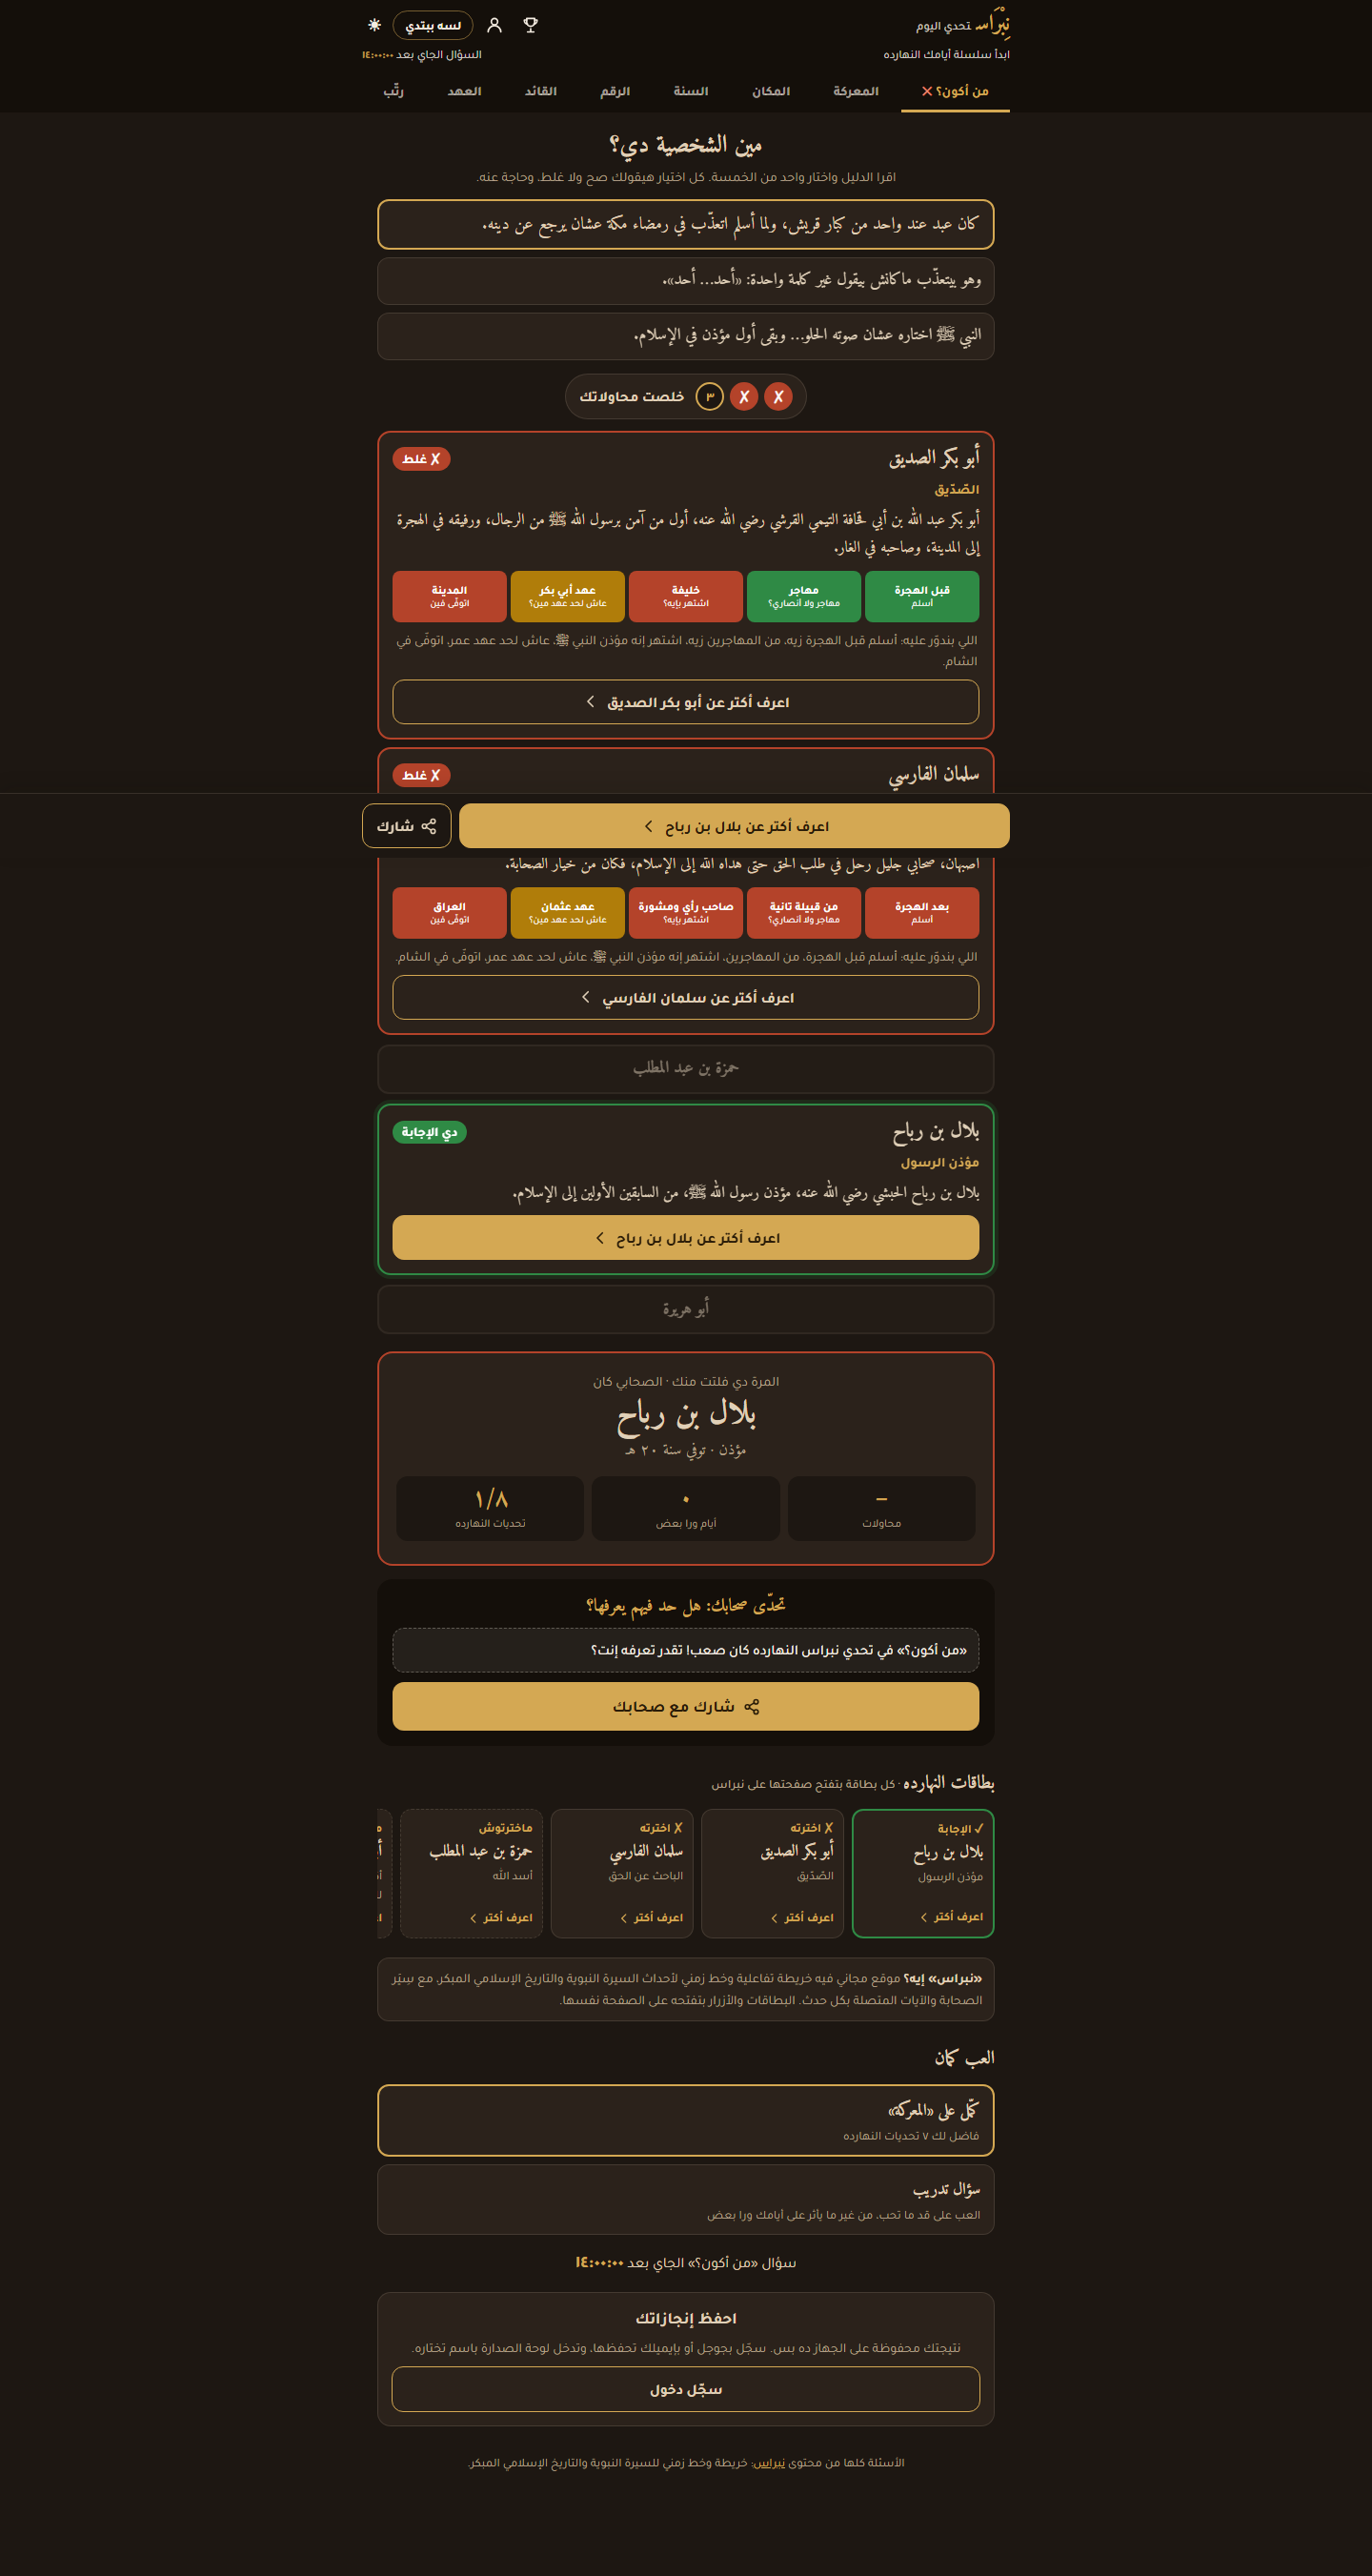 نِبْرَاس تحدي اليوم
لسه ببتدي
ابدأ سلسلة أيامك النهارده
السؤال الجاي بعد ١٤:٠٠:٠٠
من أكون؟ ✕
المعركة
المكان
السنة
الرقم
القائد
العهد
رتّب
مين الشخصية دي؟
اقرا الدليل واختار واحد من الخمسة. كل اختيار هيقولك صح ولا غلط، وحاجة عنه.
كان عبد عند واحد من كبار قريش، ولما أسلم اتعذّب في رمضاء مكة عشان يرجع عن دينه.
وهو بيتعذّب ماكانش بيقول غير كلمة واحدة: «أحد... أحد».
النبي ﷺ اختاره عشان صوته الحلو... وبقى أول مؤذن في الإسلام.
✗ ✗ ٣ خلصت محاولاتك
أبو بكر الصديق
✗ غلط
الصّدّيق
أبو بكر عبد الله بن أبي قحافة التيمي القرشي رضي الله عنه، أول من آمن برسول الله ﷺ من الرجال، ورفيقه في الهجرة
إلى المدينة، وصاحبه في الغار.
قبل الهجرة
أسلم
مهاجر
مهاجر ولا أنصاري؟
خليفة
اشتهر بإيه؟
عهد أبي بكر
عاش لحد عهد مين؟
المدينة
اتوفّى فين
اللي بندوّر عليه: أسلم قبل الهجرة زيه، من المهاجرين زيه، اشتهر إنه مؤذن النبي ﷺ، عاش لحد عهد عمر، اتوفّى في
الشام.
اعرف أكتر عن أبو بكر الصديق
سلمان الفارسي
✗ غلط
اعرف أكتر عن بلال بن رباح
شارك
أصبهان، صحابي جليل رحل في طلب الحق حتى هداه الله إلى الإسلام، فكان من خيار الصحابة.
بعد الهجرة
أسلم
من قبيلة تانية
مهاجر ولا أنصاري؟
صاحب رأي ومشورة
اشتهر بإيه؟
عهد عثمان
عاش لحد عهد مين؟
العراق
اتوفّى فين
اللي بندوّر عليه: أسلم قبل الهجرة، من المهاجرين، اشتهر إنه مؤذن النبي ﷺ، عاش لحد عهد عمر، اتوفّى في الشام.
اعرف أكتر عن سلمان الفارسي
حمزة بن عبد المطلب
بلال بن رباح
دي الإجابة
مؤذن الرسول
بلال بن رباح الحبشي رضي الله عنه، مؤذن رسول الله ﷺ، من السابقين الأولين إلى الإسلام.
اعرف أكتر عن بلال بن رباح
أبو هريرة
المرة دي فلتت منك · الصحابي كان
بلال بن رباح
مؤذن · توفي سنة ٢٠ هـ
–
محاولات
٠
أيام ورا بعض
١/٨
تحديات النهارده
تحدّى صحابك: هل حد فيهم يعرفها؟
«من أكون؟» في تحدي نبراس النهارده كان صعب! تقدر تعرفه إنت؟
شارك مع صحابك
بطاقات النهارده · كل بطاقة بتفتح صفحتها على نبراس
✓ الإجابة
بلال بن رباح
مؤذن الرسول
اعرف أكتر
✗ اخترته
أبو بكر الصديق
الصّدّيق
اعرف أكتر
✗ اخترته
سلمان الفارسي
الباحث عن الحق
اعرف أكتر
ماخترتوش
حمزة بن عبد المطلب
أسد الله
اعرف أكتر
«نبراس» إيه؟ موقع مجاني فيه خريطة تفاعلية وخط زمني لأحداث السيرة النبوية والتاريخ الإسلامي المبكر، مع سِيَر
الصحابة والآيات المتصلة بكل حدث. البطاقات والأزرار بتفتحه على الصفحة نفسها.
العب كمان
كمّل على «المعركة»
فاضل لك ٧ تحديات النهارده
سؤال تدريب
العب على قد ما تحب، من غير ما يأثر على أيامك ورا بعض
سؤال «من أكون؟» الجاي بعد ١٤:٠٠:٠٠
احفظ إنجازاتك
نتيجتك محفوظة على الجهاز ده بس. سجّل بجوجل أو بإيميلك تحفظها، وتدخل لوحة الصدارة باسم تختاره.
سجّل دخول
الأسئلة كلها من محتوى نبراس: خريطة وخط زمني للسيرة النبوية والتاريخ الإسلامي المبكر.